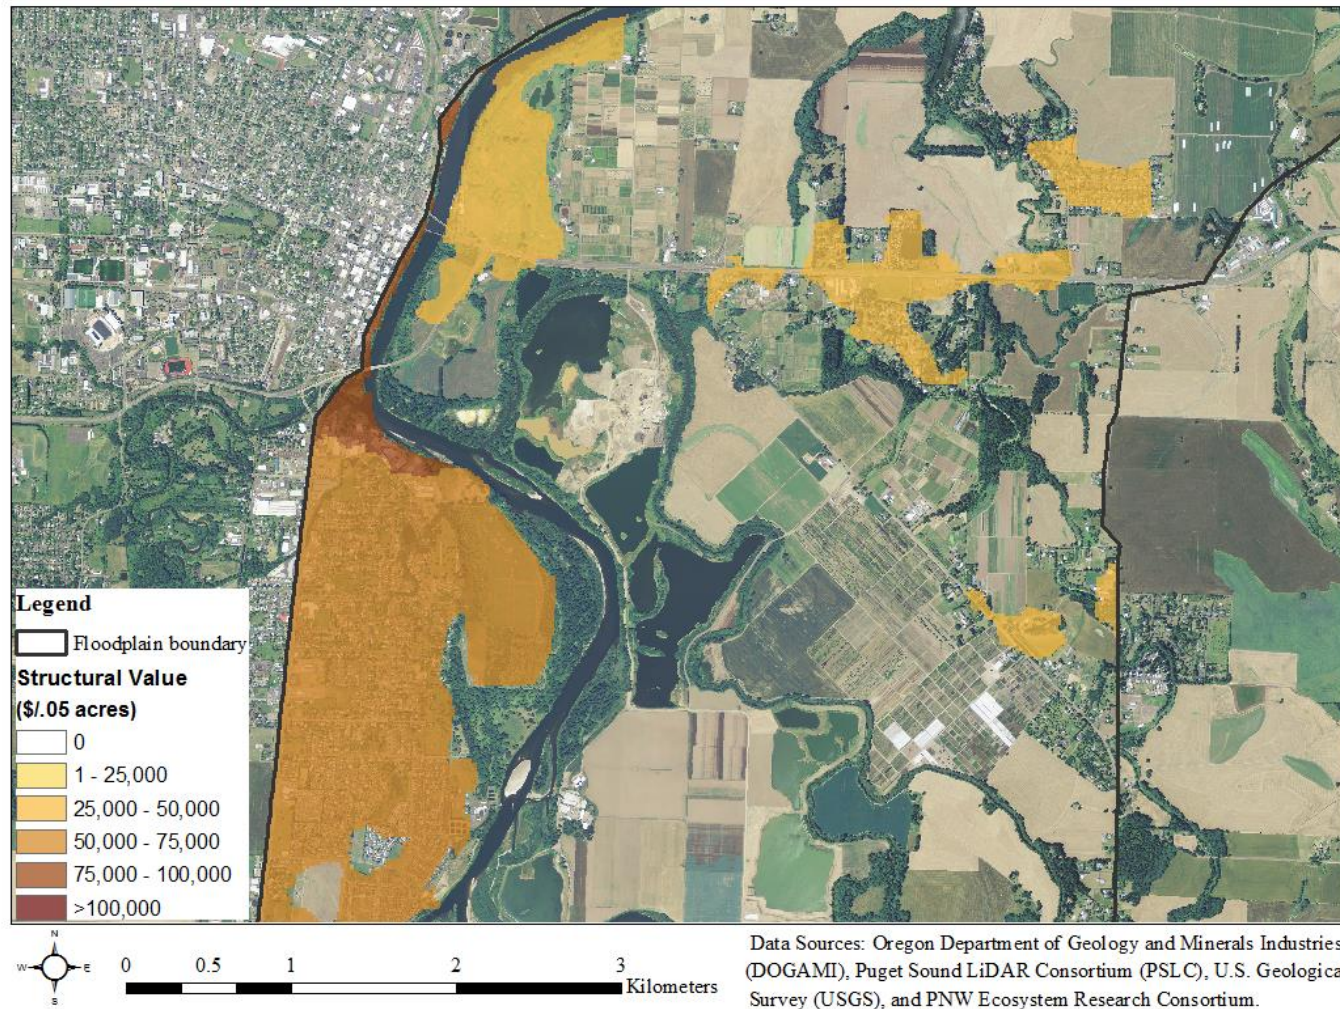 Legend
Floodplain boundary
Structural Value
($/.05 acres)
0
1 - 25,000
25,000 - 50,000
50,000 - 75,000
75,000 - 100,000
>100,000
N
W E
S
0 0.5 1 2 3
Kilometers
Data Sources: Oregon Department of Geology and Minerals Industries
(DOGAMI), Puget Sound LiDAR Consortium (PSLC), U.S. Geologica
Survey (USGS), and PNW Ecosystem Research Consortium.